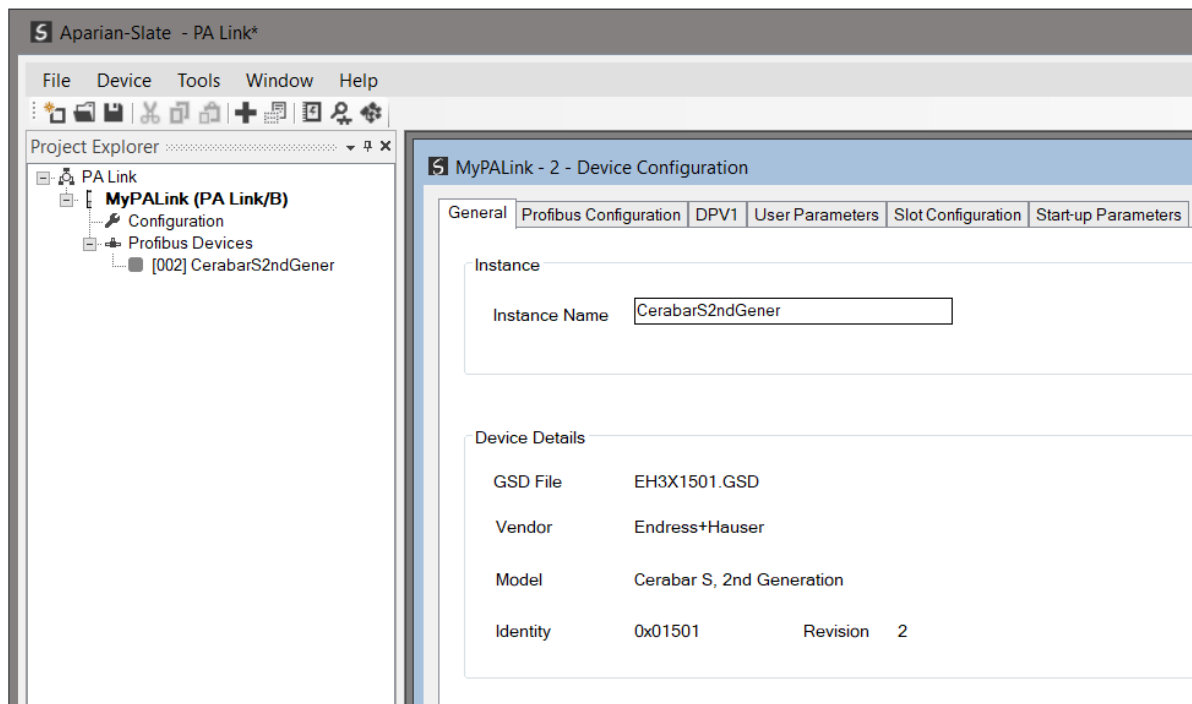 Aparian-Slate - PA Link*
File Device Tools Window Help
Project Explorer
PA Link
MyPALink (PA Link/B)
Configuration
Profibus Devices
[002] CerabarS2ndGener
MyPALink - 2 - Device Configuration
General Profibus Configuration DPV1 User Parameters Slot Configuration Start-up Parameters
Instance
Instance Name CerabarS2ndGener
Device Details
GSD File EH3X1501.GSD
Vendor Endress+Hauser
Model Cerabar S, 2nd Generation
Identity 0x01501 Revision 2